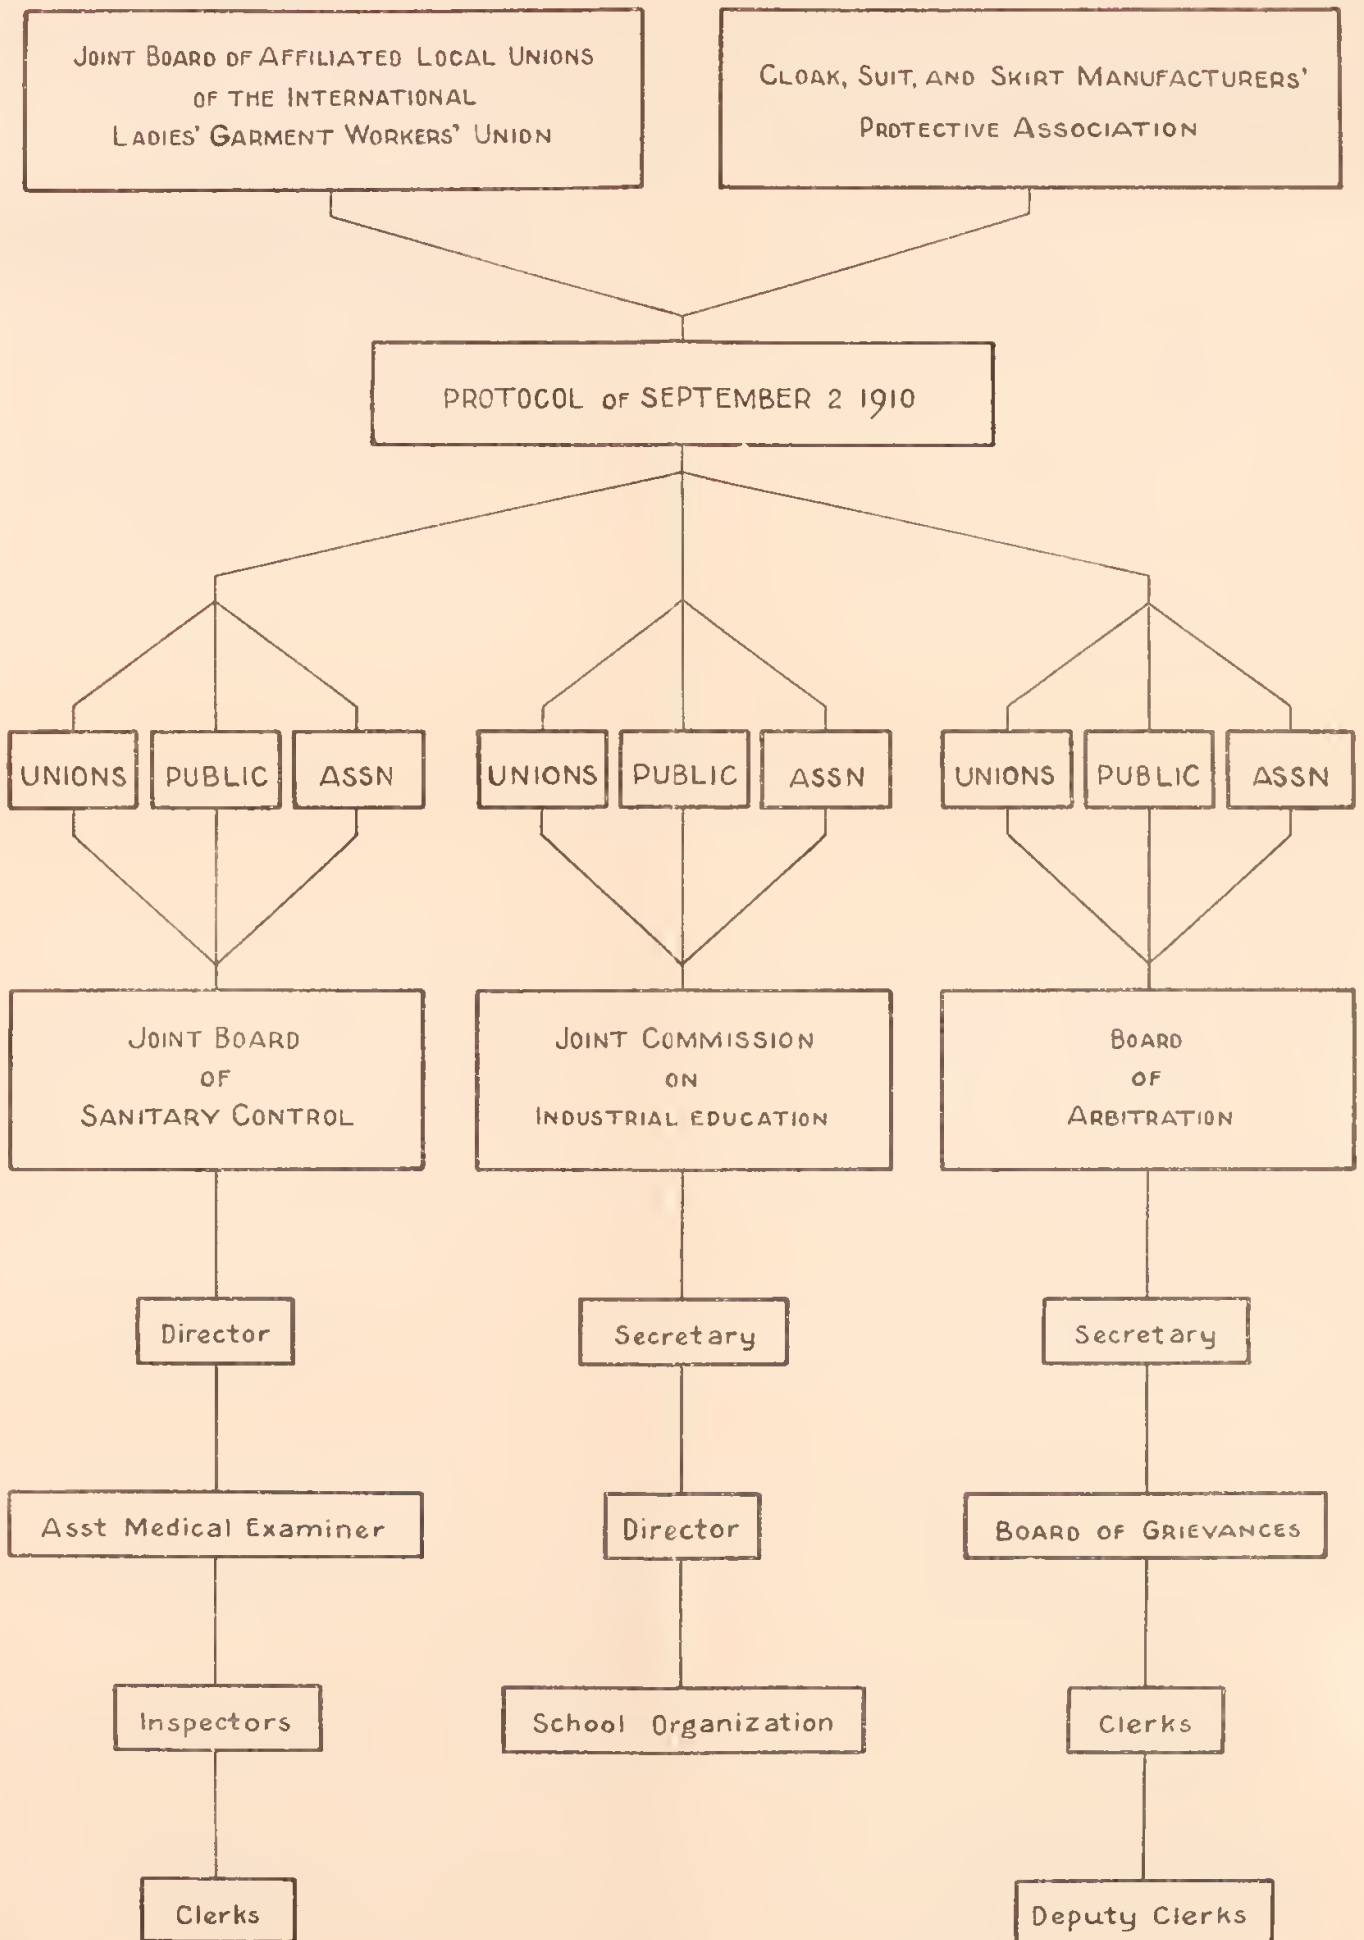 JOINT BOARD OF AFFILIATED LOCAL UNIONS
OF THE INTERNATIONAL
LADIES' GARMENT WORKERS' UNION
CLOAK, SUIT, AND SKIRT MANUFACTURERS'
PROTECTIVE ASSOCIATION
PROTOCOL OF SEPTEMBER 2 1910
UNIONS
PUBLIC
ASSN
UNIONS
PUBLIC
ASSN
UNIONS
PUBLIC
ASSN
JOINT BOARD
OF
SANITARY CONTROL
JOINT COMMISSION
ON
INDUSTRIAL EDUCATION
BOARD
OF
ARBITRATION
Director
Secretary
Secretary
Asst Medical Examiner
Director
BOARD OF GRIEVANCES
Inspectors
School Organization
Clerks
Clerks
Deputy Clerks